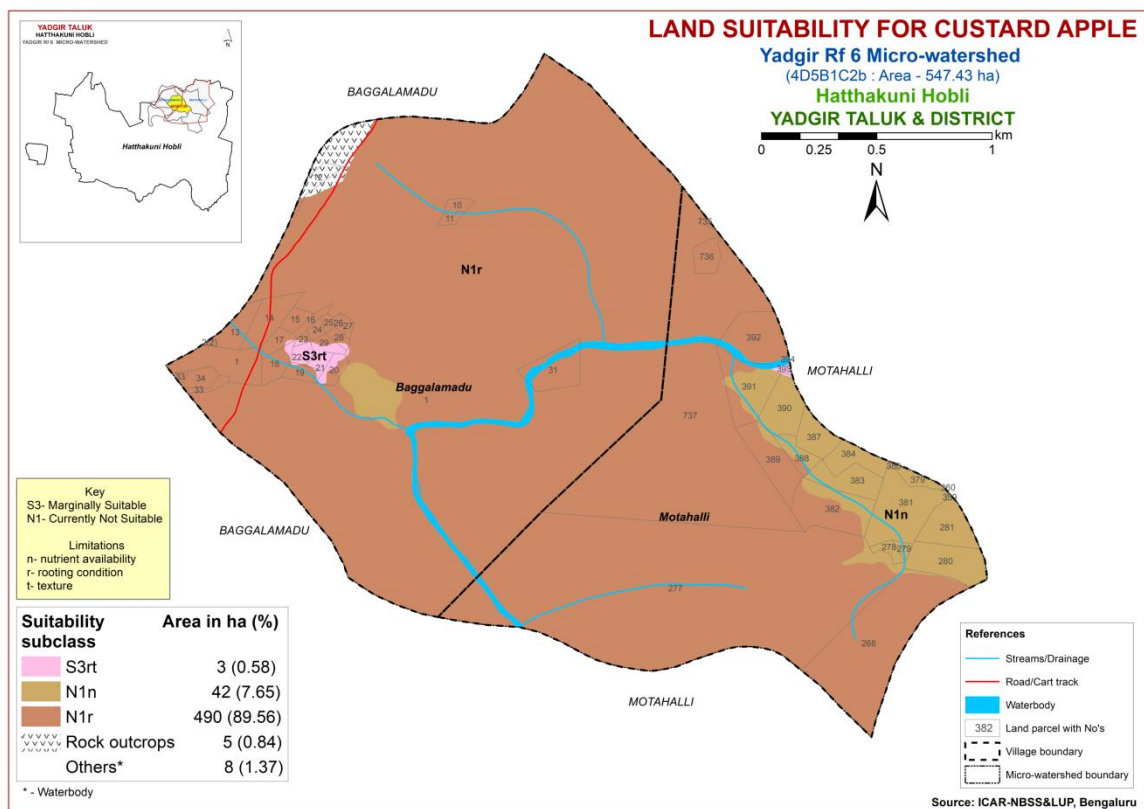 YADGIR TALUK
HATTHAKUNI HOBLI
YADGIR Rf 6 MICRO-WATERSHED
N
Hatthakuni Hobli
LAND SUITABILITY FOR CUSTARD APPLE
Yadgir Rf 6 Micro-watershed
(4D5B1C2b : Area - 547.43 ha)
Hatthakuni Hobli
YADGIR TALUK & DISTRICT
km
0 0.25 0.5 1
N
BAGGALAMADU
12
10
11
N1r
735
736
15 16 25 26 27
14
24
13
17 23 29 28
392
S3rt
22
1
18 19 21 20
31
394
395
MOTAHALLI
33 34
33
391
Baggalamadu
1
390
737
387
389 388 384
385
383 379 360
399
381
382
N1n
Motahalli
281
278 279
280
BAGGALAMADU
277
268
MOTAHALLI
Key
S3- Marginally Suitable
N1- Currently Not Suitable
Limitations
n- nutrient availability
r- rooting condition
t- texture
Suitability subclass Area in ha (%)
S3rt 3 (0.58)
N1n 42 (7.65)
N1r 490 (89.56)
Rock outcrops 5 (0.84)
Others* 8 (1.37)
* - Waterbody
References
Streams/Drainage
Road/Cart track
Waterbody
382 Land parcel with No's
Village boundary
Micro-watershed boundary
Source: ICAR-NBSS&LUP, Bengaluru